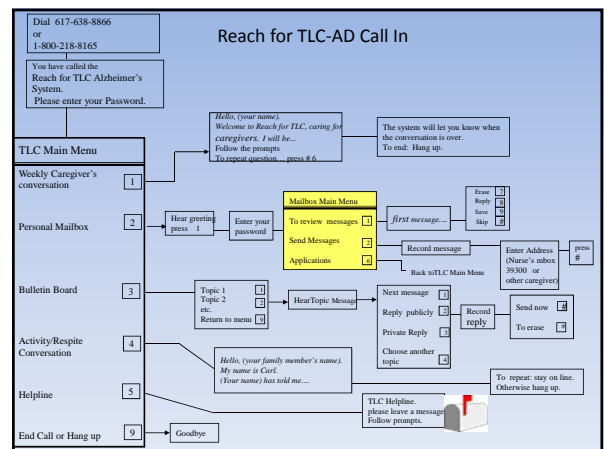 Reach for TLC-AD Call In
Dial 617-638-8866
or
1-800-218-8165
You have called the
Reach for TLC Alzheimer's
System.
Please enter your Password.
TLC Main Menu
Weekly Caregiver's
conversation
1
Hello, (your name).
Welcome to Reach for TLC, caring for
caregivers. I will be...
Follow the prompts
To repeat question... press # 6
The system will let you know when
the conversation is over.
To end: Hang up.
Personal Mailbox
2
Hear greeting
press 1
Enter your
password
Mailbox Main Menu
To review messages 1
Send Messages 2
Applications 6
first message…
Erase 7
Reply 8
Save 9
Skip #
Record message
Enter Address
(Nurse's mbox
39300 or
other caregiver)
press
#
Back toTLC Main Menu
Bulletin Board
3
Topic 1 1
Topic 2 2
etc.
Return to menu 9
HearTopic Message
Next message 1
Reply publicly 2
Private Reply 3
Choose another
topic 4
Record
reply
Send now #
To erase *
Activity/Respite
Conversation
4
Hello, (your family member's name).
My name is Carl.
(Your name) has told me....
To repeat: stay on line.
Otherwise hang up.
Helpline
5
TLC Helpline.
please leave a message
Follow prompts.
End Call or Hang up
9
Goodbye